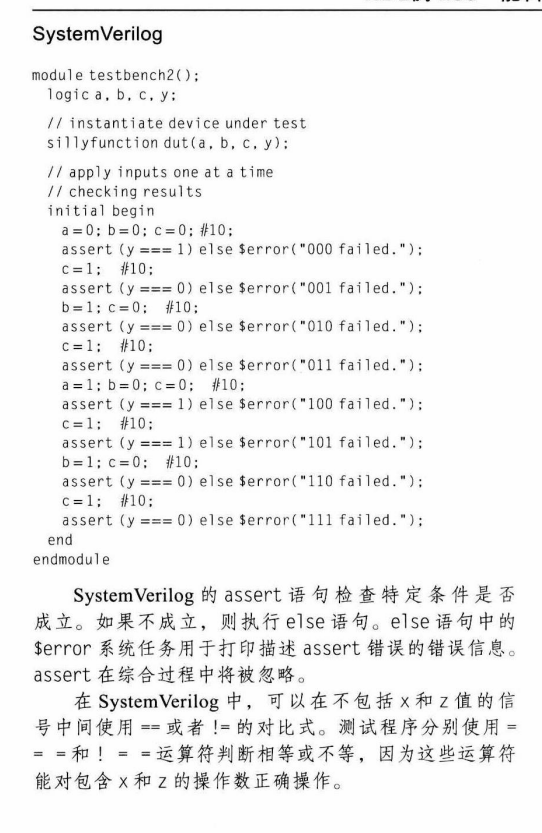 SystemVerilog
module testbench2();
logic a, b, c, y;
// instantiate device under test
sillyfunction dut(a, b, c, y);
// apply inputs one at a time
// checking results
initial begin
a = 0; b = 0; c = 0; #10;
assert (y === 1) else $error("000 failed.");
c = 1; #10;
assert (y === 0) else $error("001 failed.");
b = 1; c = 0; #10;
assert (y === 0) else $error("010 failed.");
c = 1; #10;
assert (y === 0) else $error("011 failed.");
a = 1; b = 0; c = 0; #10;
assert (y === 1) else $error("100 failed.");
c = 1; #10;
assert (y === 1) else $error("101 failed.");
b = 1; c = 0; #10;
assert (y === 0) else $error("110 failed.");
c = 1; #10;
assert (y === 0) else $error("111 failed.");
end
endmodule
SystemVerilog 的 assert 语句检查特定条件是否
成立。如果不成立，则执行 else 语句。else 语句中的
$error 系统任务用于打印描述 assert 错误的错误信息。
assert 在综合过程中将被忽略。
在 SystemVerilog 中，可以在不包括 x 和 z 值的信
号中间使用 == 或者 != 的对比式。测试程序分别使用 =
= = 和 ! = = 运算符判断相等或不等，因为这些运算符
能对包含 x 和 z 的操作数正确操作。